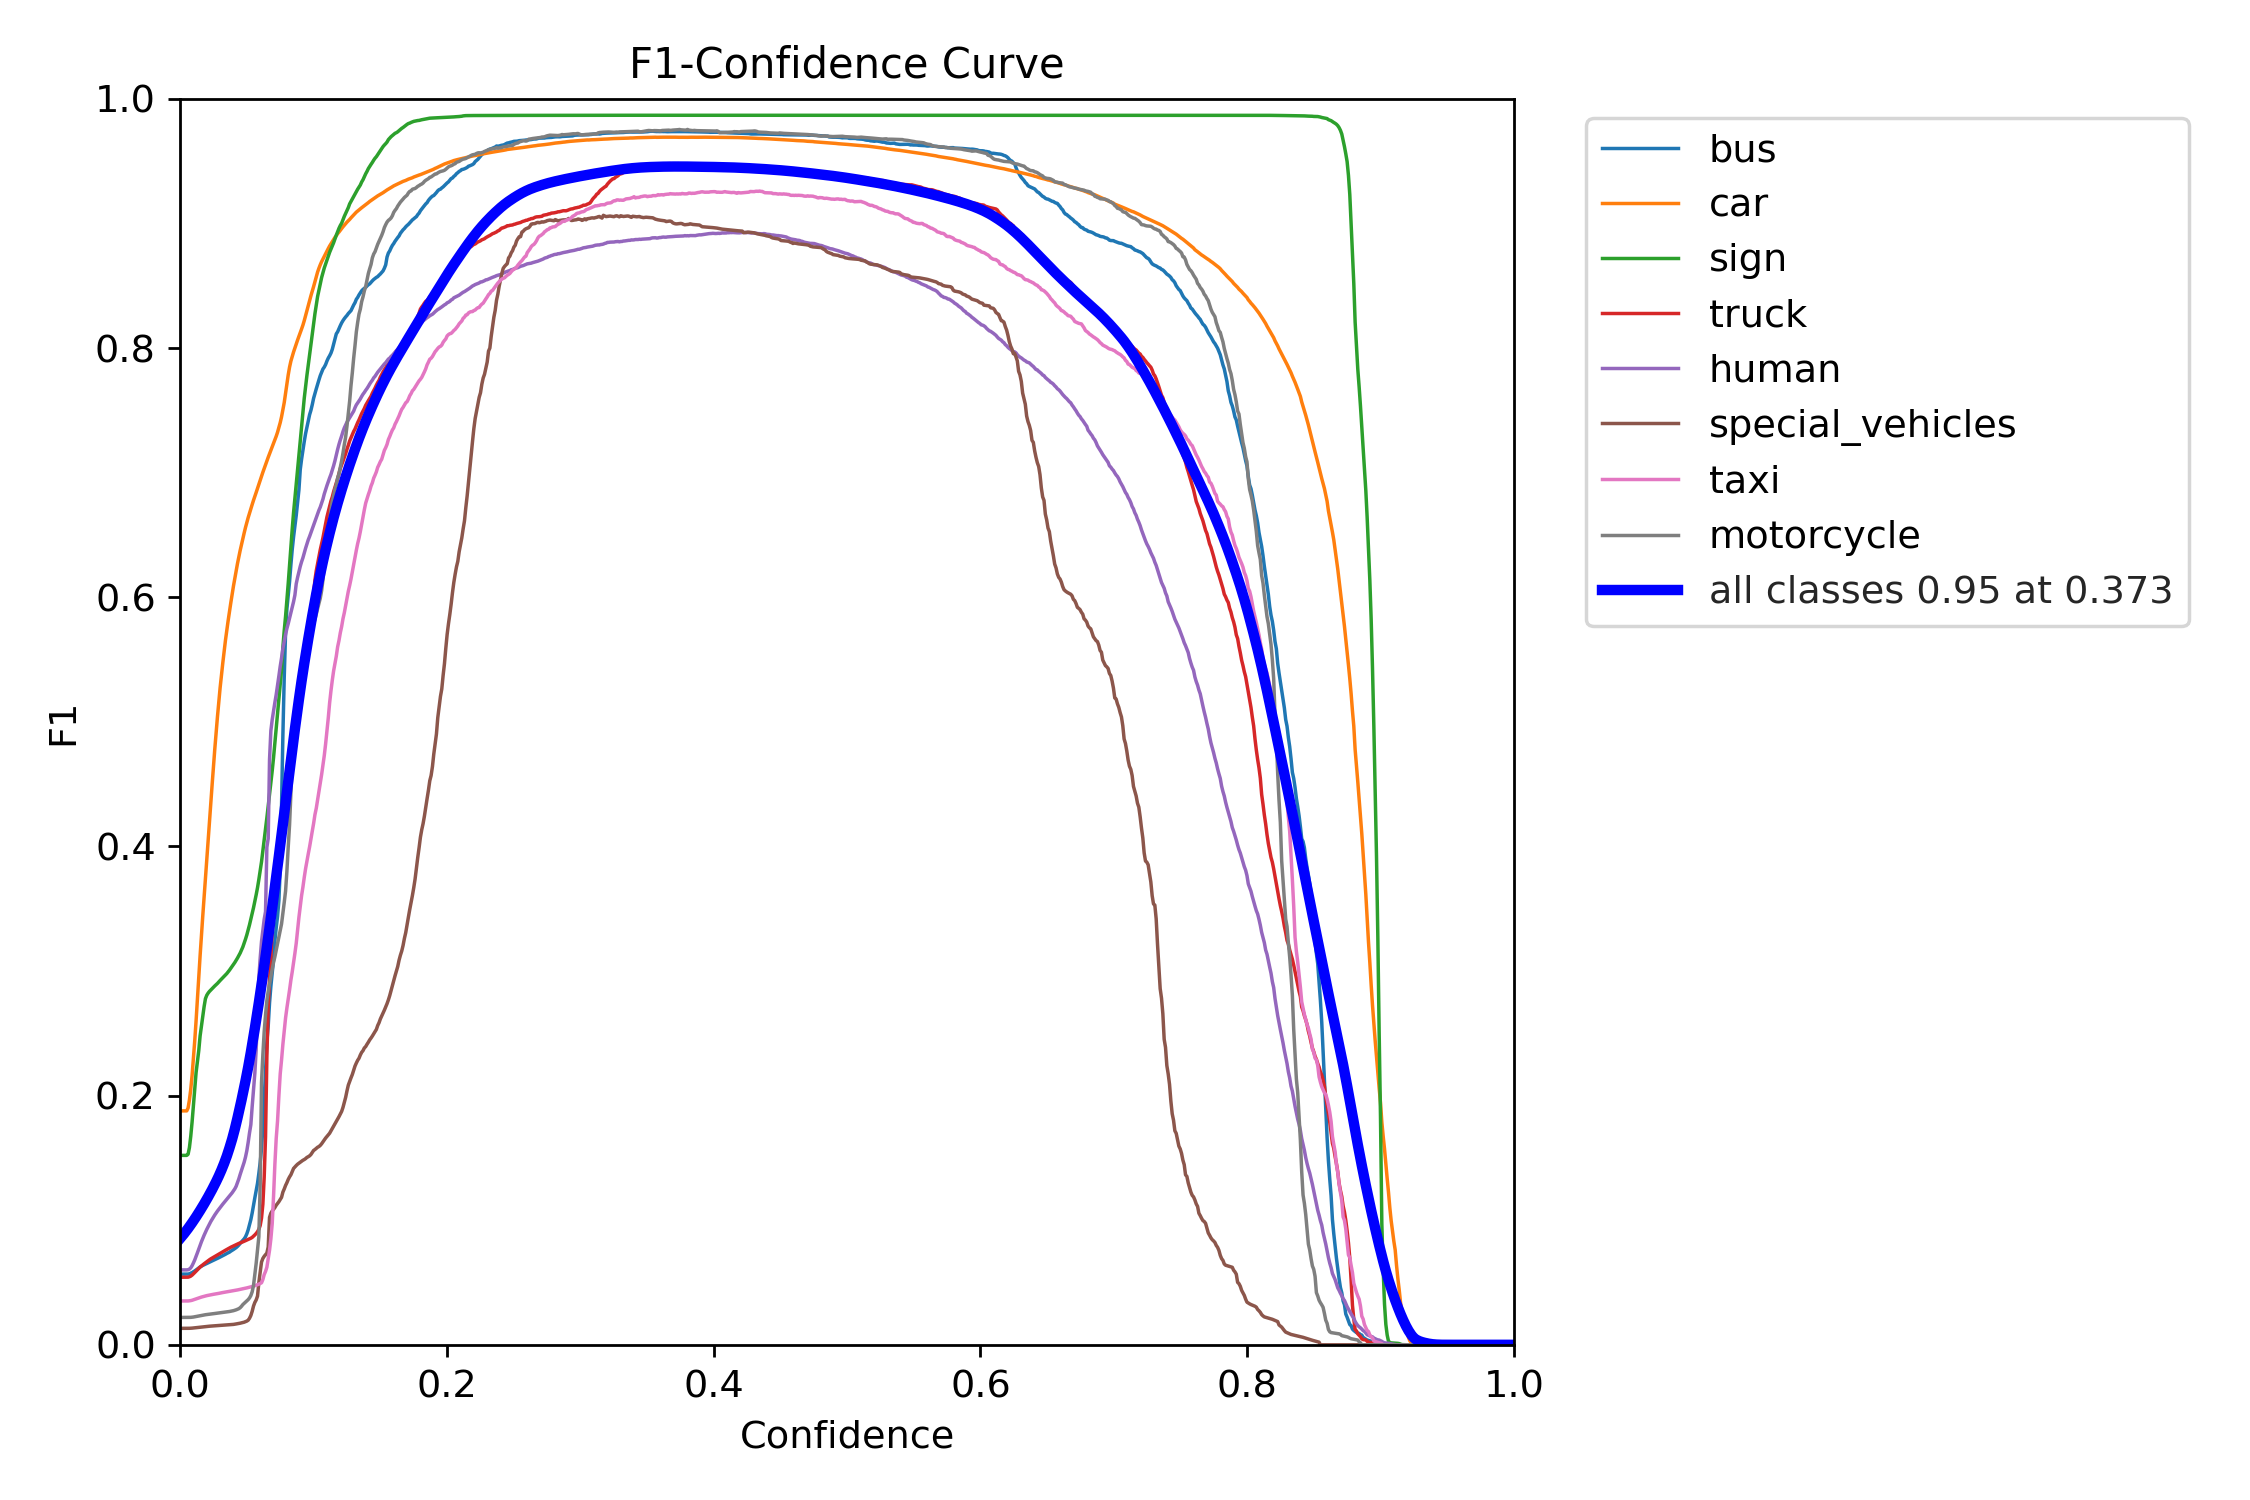 F1-Confidence Curve
1.0
0.8
0.6
0.4
0.2
0.0
F1
0.0 0.2 0.4 0.6 0.8 1.0
Confidence
bus
car
sign
truck
human
special_vehicles
taxi
motorcycle
all classes 0.95 at 0.373